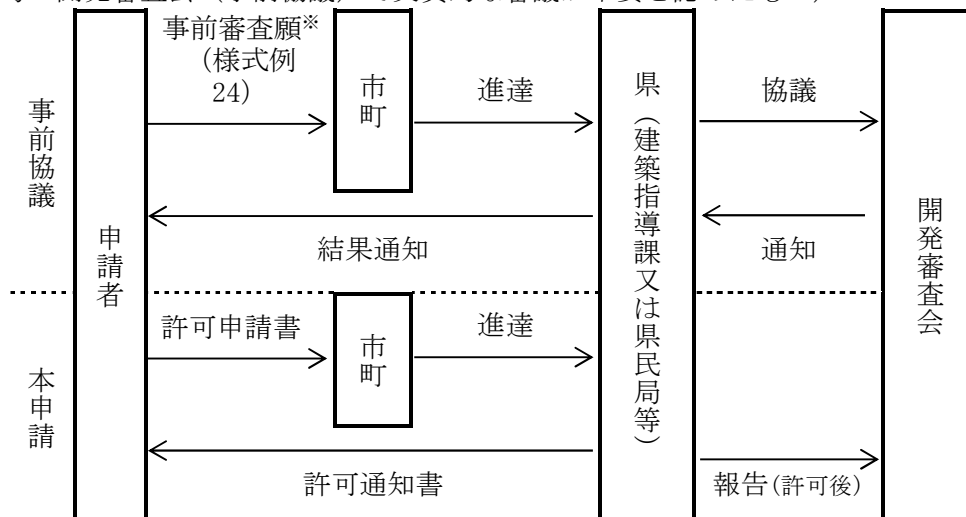 事前審査願※
（様式例
24）
市町
進達
県（建築指導課又は県民局等）
協議
事前協議
申請者
結果通知
通知
開発審査会
許可申請書
市町
進達
本申請
許可通知書
報告（許可後）